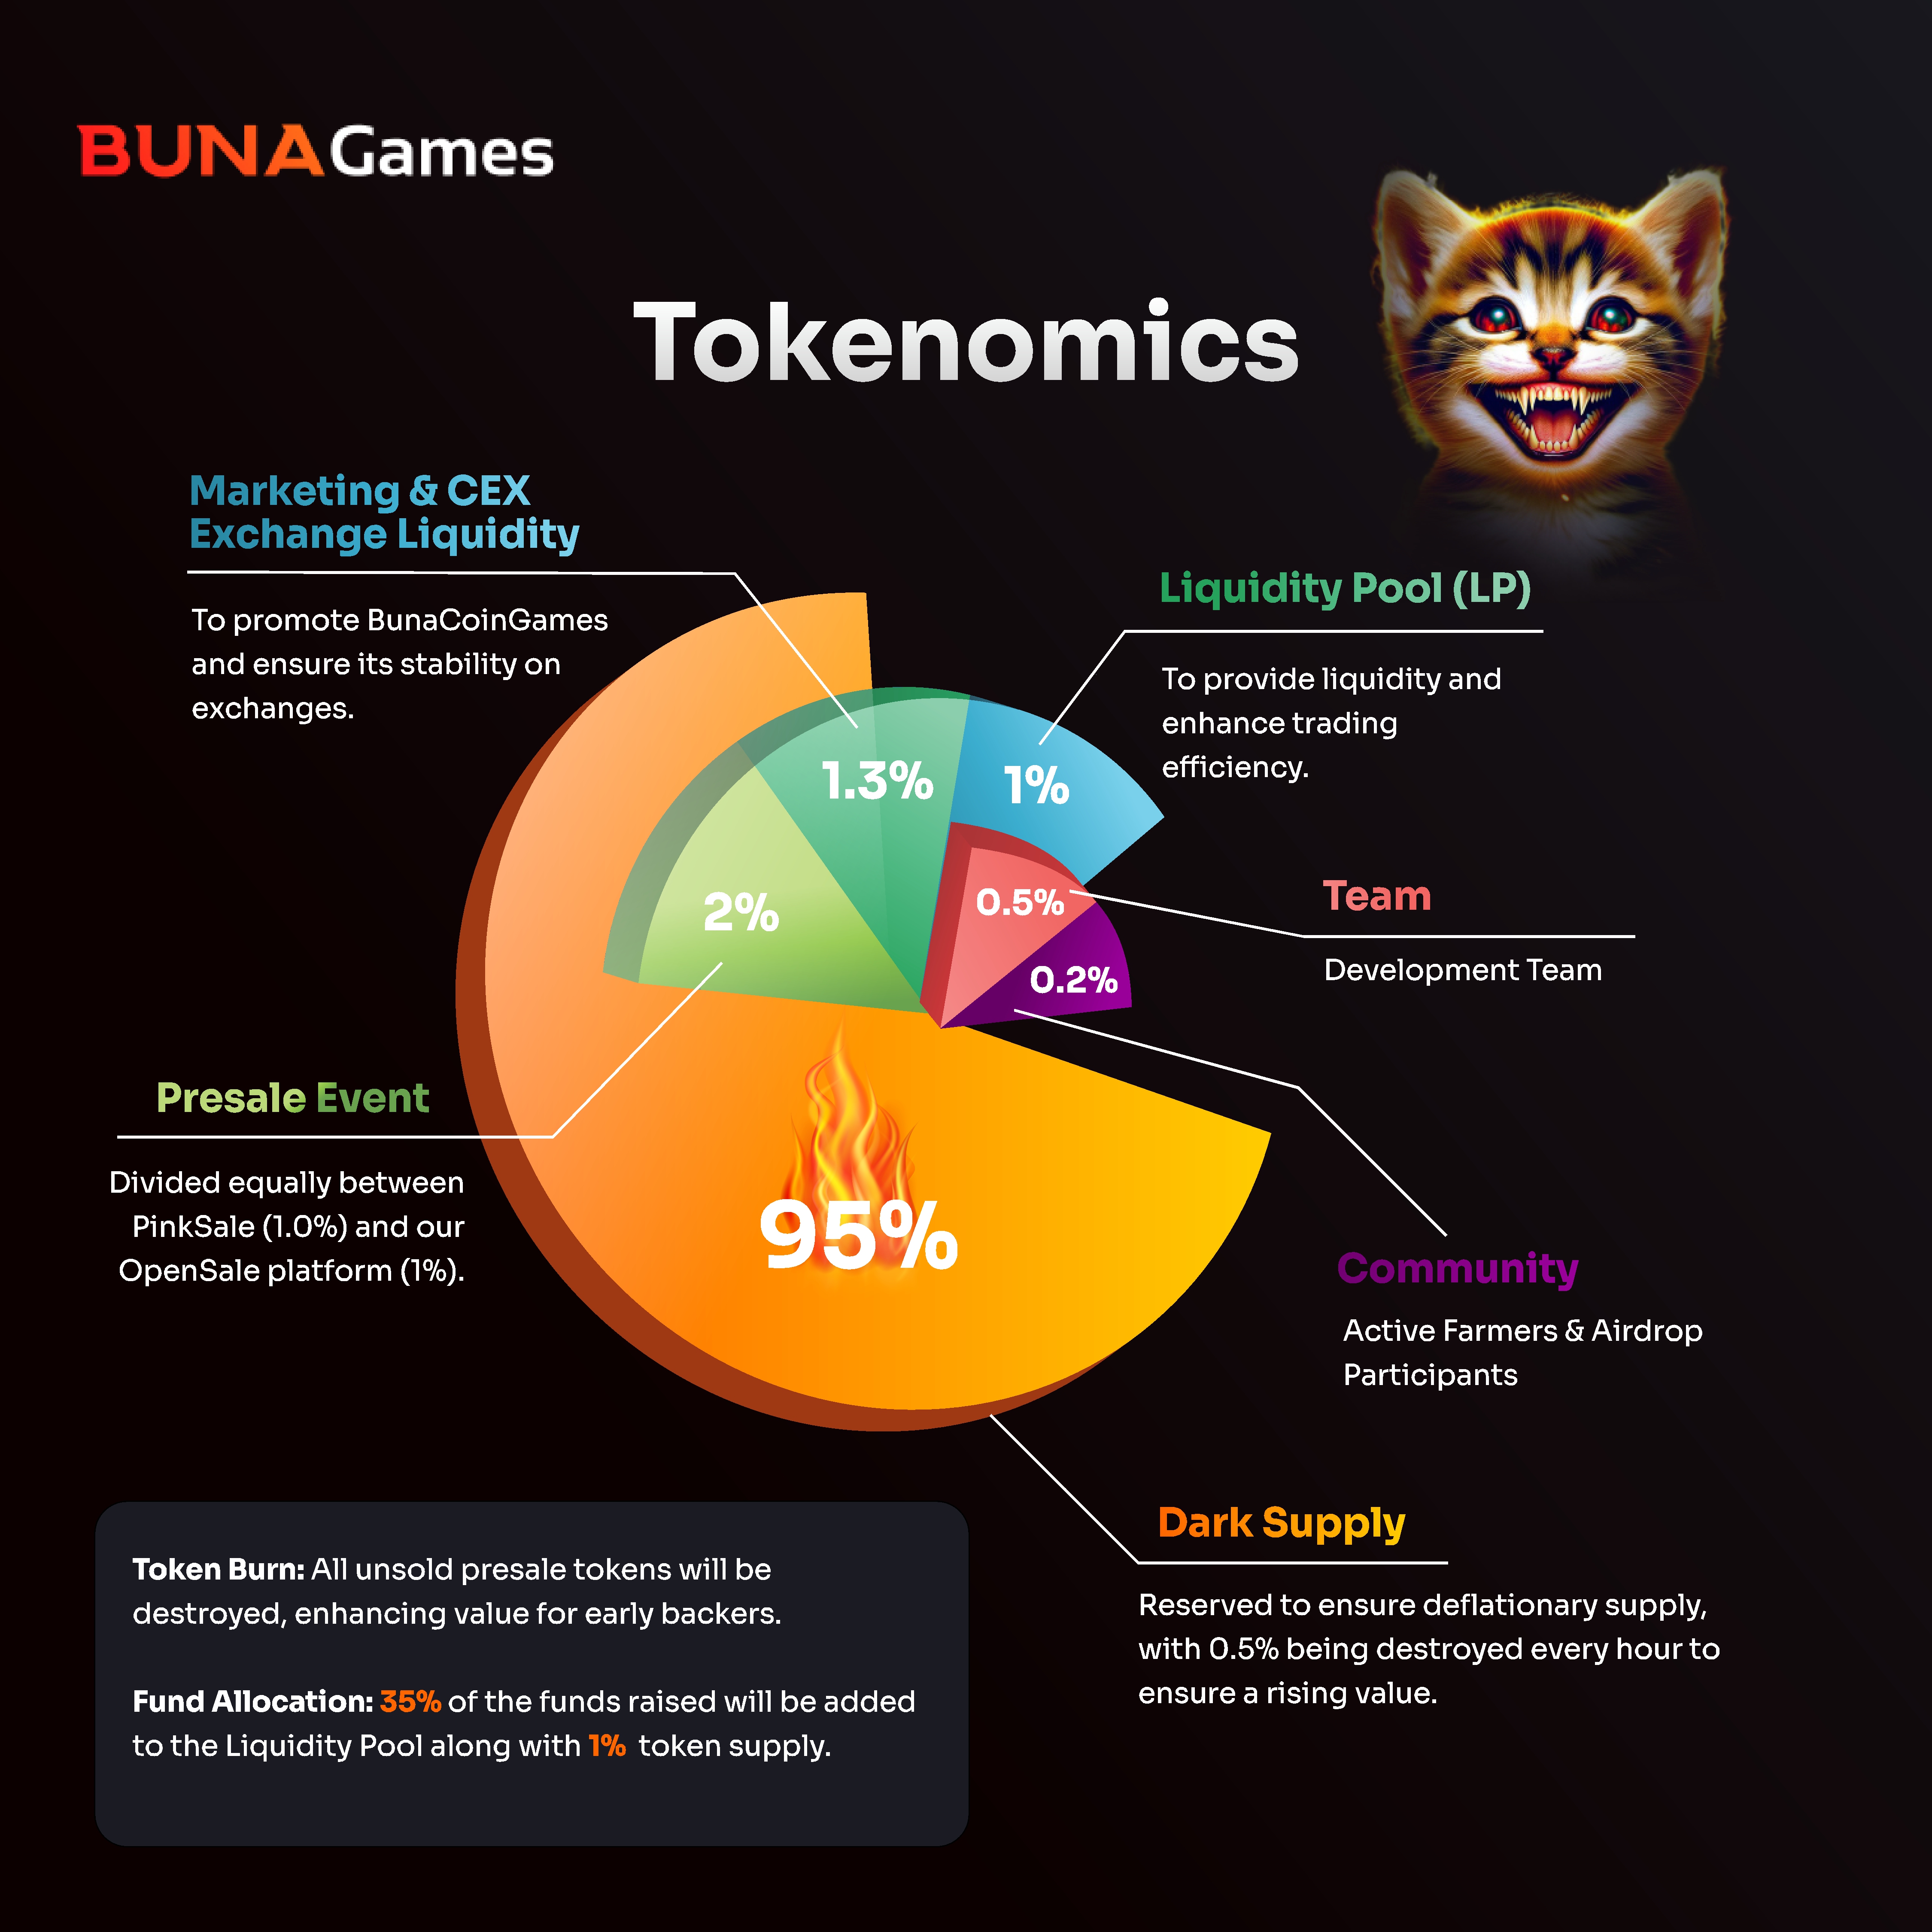 BUNAGames
Tokenomics
Marketing & CEX
Exchange Liquidity
To promote BunaCoinGames
and ensure its stability on
exchanges.
Liquidity Pool (LP)
To provide liquidity and
enhance trading
efficiency.
1.3%
1%
2%
0.5%
0.2%
Team
Development Team
Presale Event
Divided equally between
PinkSale (1.0%) and our
OpenSale platform (1%).
95%
Community
Active Farmers & Airdrop
Participants
Dark Supply
Reserved to ensure deflationary supply,
with 0.5% being destroyed every hour to
ensure a rising value.
Token Burn: All unsold presale tokens will be
destroyed, enhancing value for early backers.
Fund Allocation: 35% of the funds raised will be added
to the Liquidity Pool along with 1% token supply.